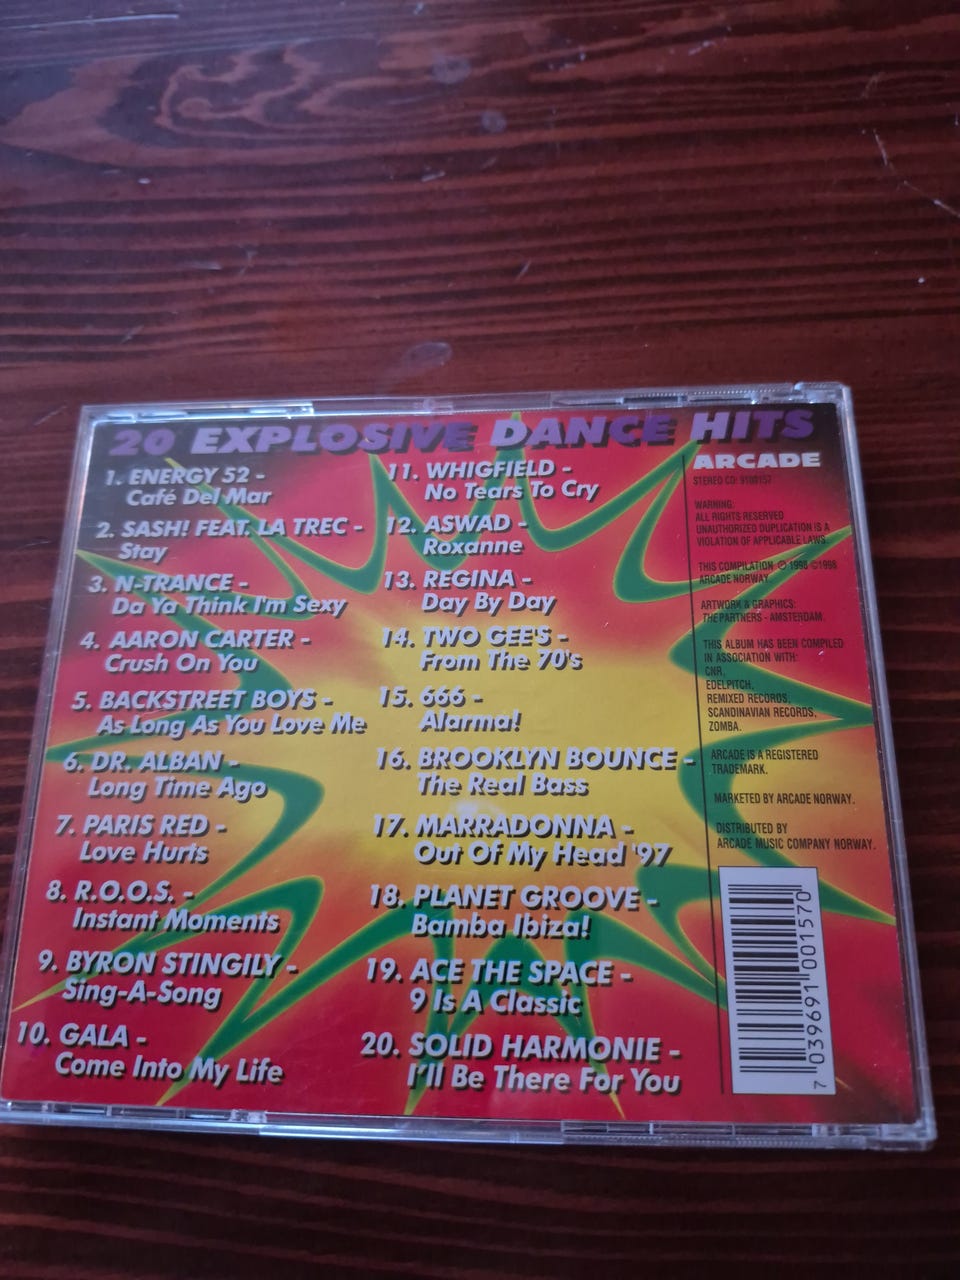 20 EXPLOSIVE DANCE HITS
1. ENERGY 52 -
Café Del Mar
2. SASH! FEAT. LA TREC -
Stay
3. N-TRANCE -
Da Ya Think I'm Sexy
4. AARON CARTER -
Crush On You
5. BACKSTREET BOYS -
As Long As You Love Me
6. DR. ALBAN -
Long Time Ago
7. PARIS RED -
Love Hurts
8. R.O.O.S. -
Instant Moments
9. BYRON STINGILY -
Sing-A-Song
10. GALA -
Come Into My Life
11. WHIGFIELD -
No Tears To Cry
12. ASWAD -
Roxanne
13. REGINA -
Day By Day
14. TWO GEE'S -
From The 70's
15. 666 -
Alarma!
16. BROOKLYN BOUNCE -
The Real Bass
17. MARRADONNA -
Out Of My Head '97
18. PLANET GROOVE -
Bamba Ibiza!
19. ACE THE SPACE -
9 Is A Classic
20. SOLID HARMONIE -
I'll Be There For You
ARCADE
STEREO CD: 9100157
WARNING:
ALL RIGHTS RESERVED
UNAUTHORIZED DUPLICATION IS A
VIOLATION OF APPLICABLE LAWS.
THIS COMPILATION ℗ 1998 ©1998
ARCADE NORWAY.
ARTWORK & GRAPHICS:
THE PARTNERS - AMSTERDAM
THIS ALBUM HAS BEEN COMPILED
IN ASSOCIATION WITH:
CNR,
EDELPITCH,
REMIXED RECORDS,
SCANDINAVIAN RECORDS,
ZOMBA.
ARCADE IS A REGISTERED
TRADEMARK.
MARKETED BY ARCADE NORWAY.
DISTRIBUTED BY
ARCADE MUSIC COMPANY NORWAY.
7 039691 001570